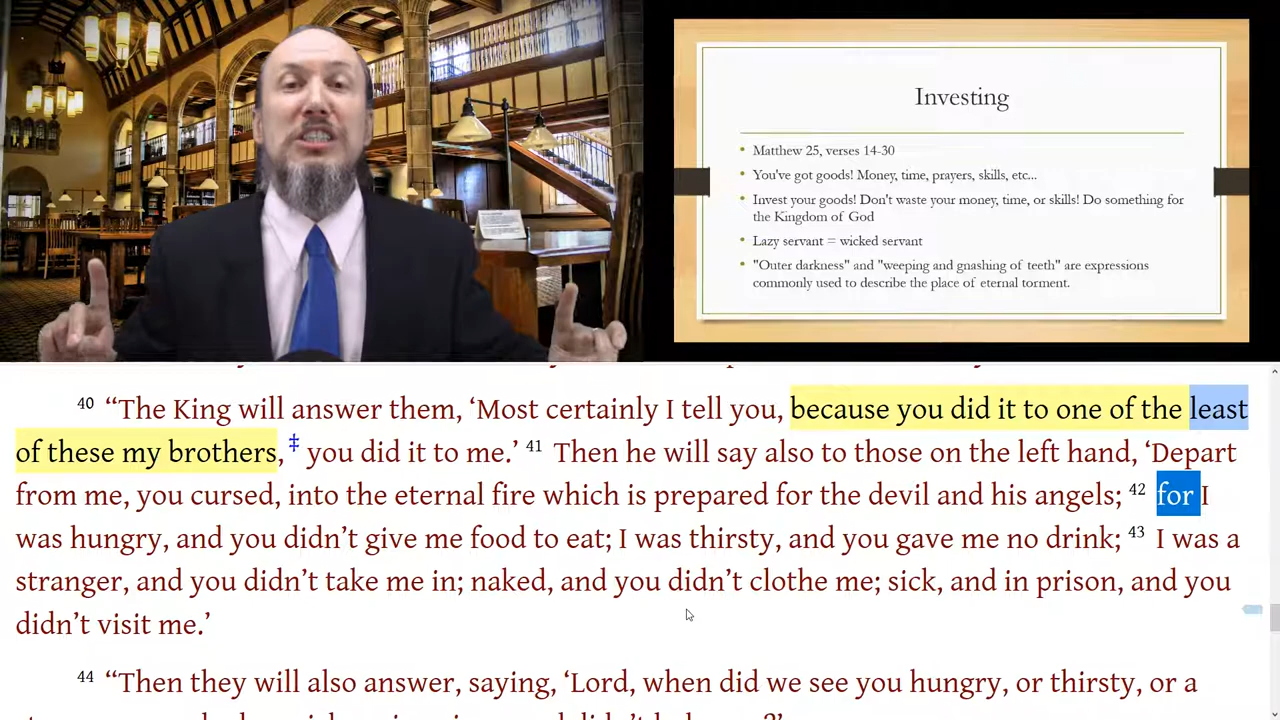 Investing
• Matthew 25, verses 14-30
• You've got goods! Money, time, prayers, skills, etc...
• Invest your goods! Don't waste your money, time, or skills! Do something for
the Kingdom of God
• Lazy servant = wicked servant
• "Outer darkness" and "weeping and gnashing of teeth" are expressions
commonly used to describe the place of eternal torment.
40 “The King will answer them, ‘Most certainly I tell you, because you did it to one of the least
of these my brothers,‡ you did it to me.’ 41 Then he will say also to those on the left hand, ‘Depart
from me, you cursed, into the eternal fire which is prepared for the devil and his angels; 42 for I
was hungry, and you didn’t give me food to eat; I was thirsty, and you gave me no drink; 43 I was a
stranger, and you didn’t take me in; naked, and you didn’t clothe me; sick, and in prison, and you
didn’t visit me.’
44 “Then they will also answer, saying, ‘Lord, when did we see you hungry, or thirsty, or a